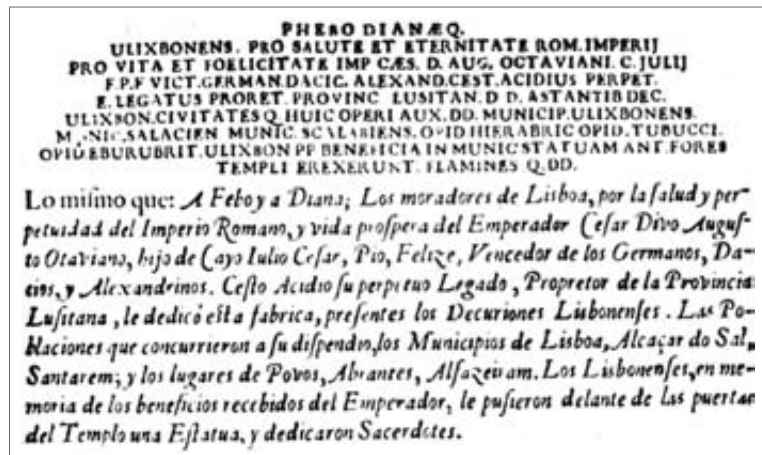 PHEBO DIANÆQ.
ULIXBONENS. PRO SALUTE ET ETERNITATE ROM. IMPERIJ
PRO VITA ET FOELICITATE IMP CÆS. D. AUG. OCTAVIANI. C. JULIJ
F. P. F VICT. GERMAN. DACIC. ALEXAND. CEST. ACIDIUS PERPET.
E. LEGATUS PRORET. PROVINC LUSITAN. D D. ASTANTIB DEC.
ULIXBON. CIVITATES Q HUIC OPERI AUX. DD. MUNICIP. ULIXBONENS.
SALACIEN MUNIC. SCALABIENS. OPID HIERABRIC OPID. TUBUCCI.
OPID. EBURUBRIT. ULIXBON PP BENEFICIA IN MUNIC STATUAM ANT. FORES
TEMPLI EREXERUNT. FLAMINES Q. DD.
Lo miſmo que: A Febo y a Diana; Los moradores de Lisboa, por la ſalud y per-
petuidad del Imperio Romano, y vida proſpera del Emperador Ceſar Divo Auguſ-
to Otaviano, hijo de Cayo Iulio Ceſar, Pio, Felize, Vencedor de los Germanos, Da-
cios, y Alexandrinos. Ceſto Acidio ſu perpetuo Legado, Propretor de la Provincia
Luſitana, le dedicó eſta fabrica, preſentes los Decuriones Lisbonenſes. Las Po-
blaciones que concurrieron a ſu diſpendio, los Municipios de Lisboa, Alcaçar do Sal,
Santarem; y los lugares de Povos, Abrantes, Alfazeiram. Los Lisbonenſes, en me-
moria de los beneficios recebidos del Emperador, le puſieron delante de las puertas
del Templo una Eſtatua, y dedicaron Sacerdotes.